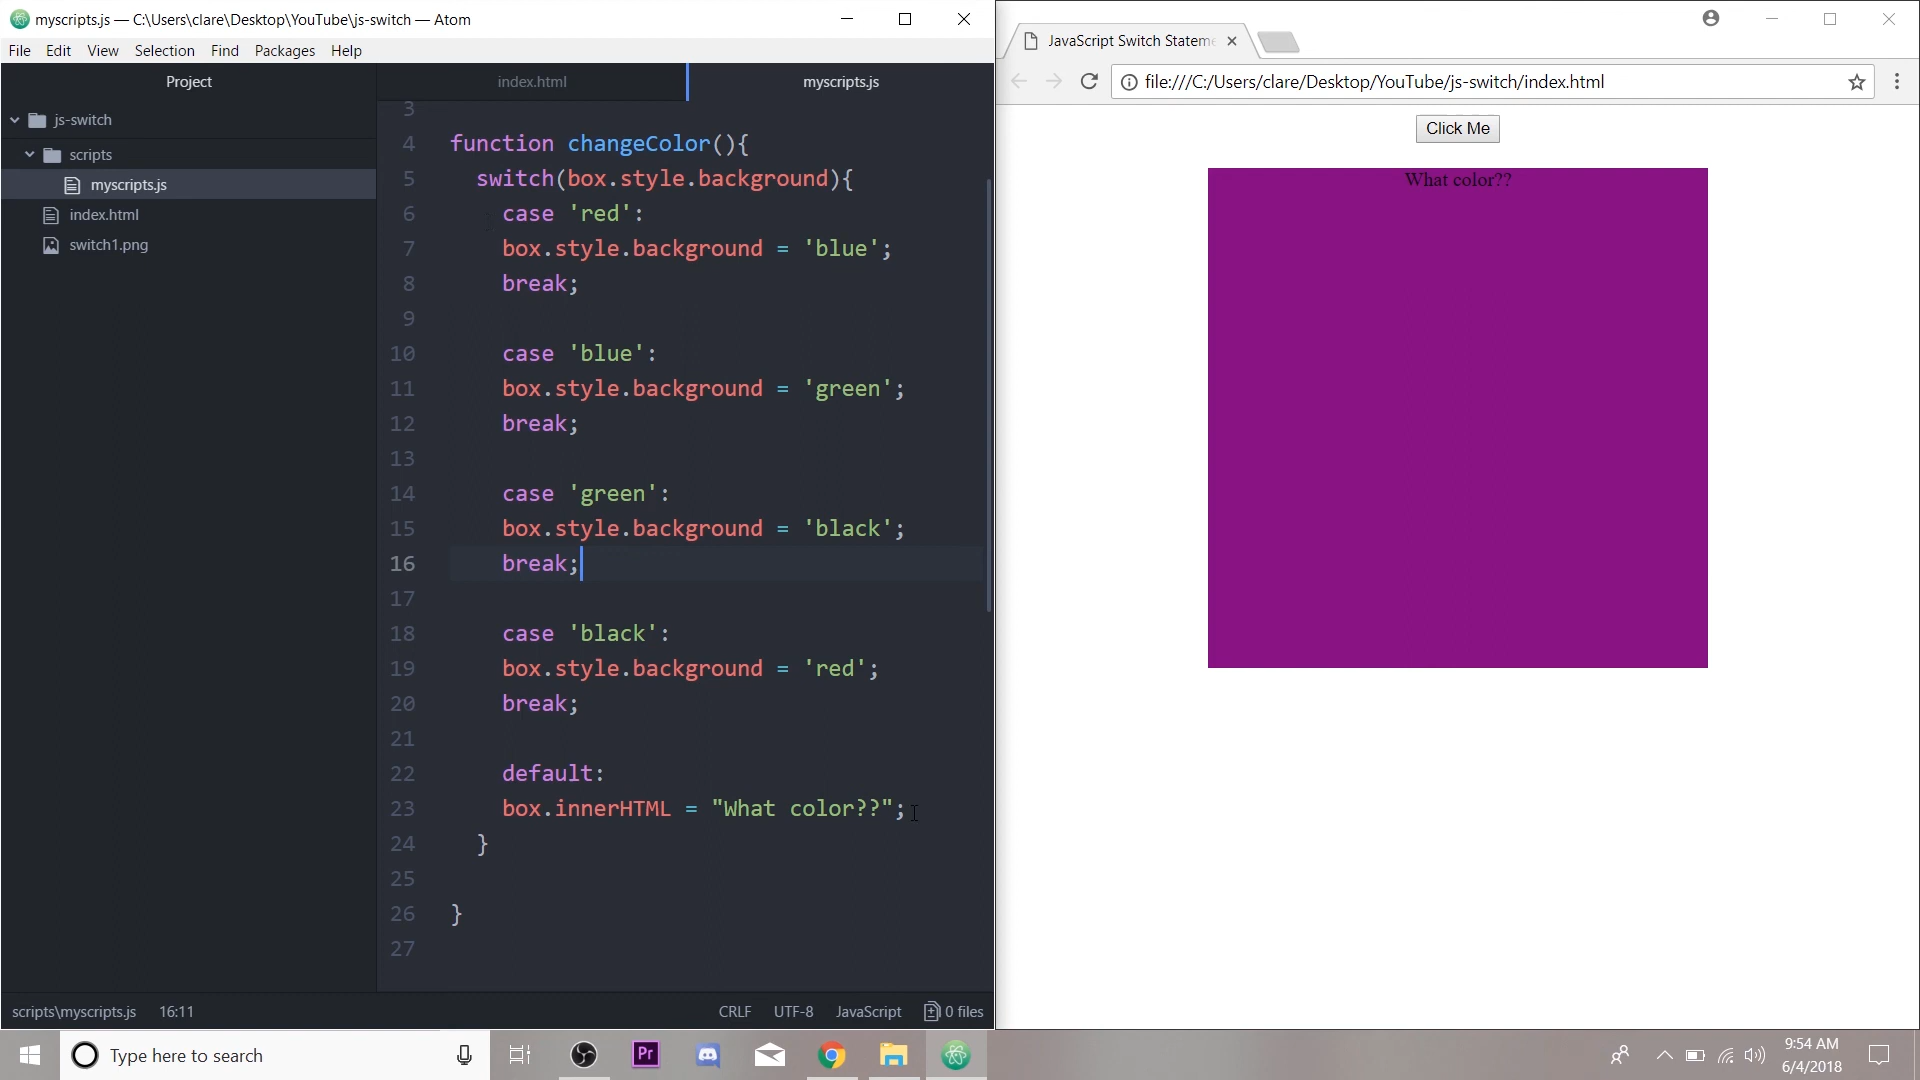 myscripts.js — C:\Users\clare\Desktop\YouTube\js-switch — Atom
File Edit View Selection Find Packages Help
Project
js-switch
scripts
myscripts.js
index.html
switch1.png
index.html
myscripts.js
3
4 function changeColor(){
5 switch(box.style.background){
6 case 'red':
7 box.style.background = 'blue';
8 break;
9
10 case 'blue':
11 box.style.background = 'green';
12 break;
13
14 case 'green':
15 box.style.background = 'black';
16 break;
17
18 case 'black':
19 box.style.background = 'red';
20 break;
21
22 default:
23 box.innerHTML = "What color??";
24 }
25
26 }
27
scripts\myscripts.js 16:11 CRLF UTF-8 JavaScript 0 files
JavaScript Switch Statem
file:///C:/Users/clare/Desktop/YouTube/js-switch/index.html
Click Me
What color??
Type here to search
Pr
9:54 AM
6/4/2018